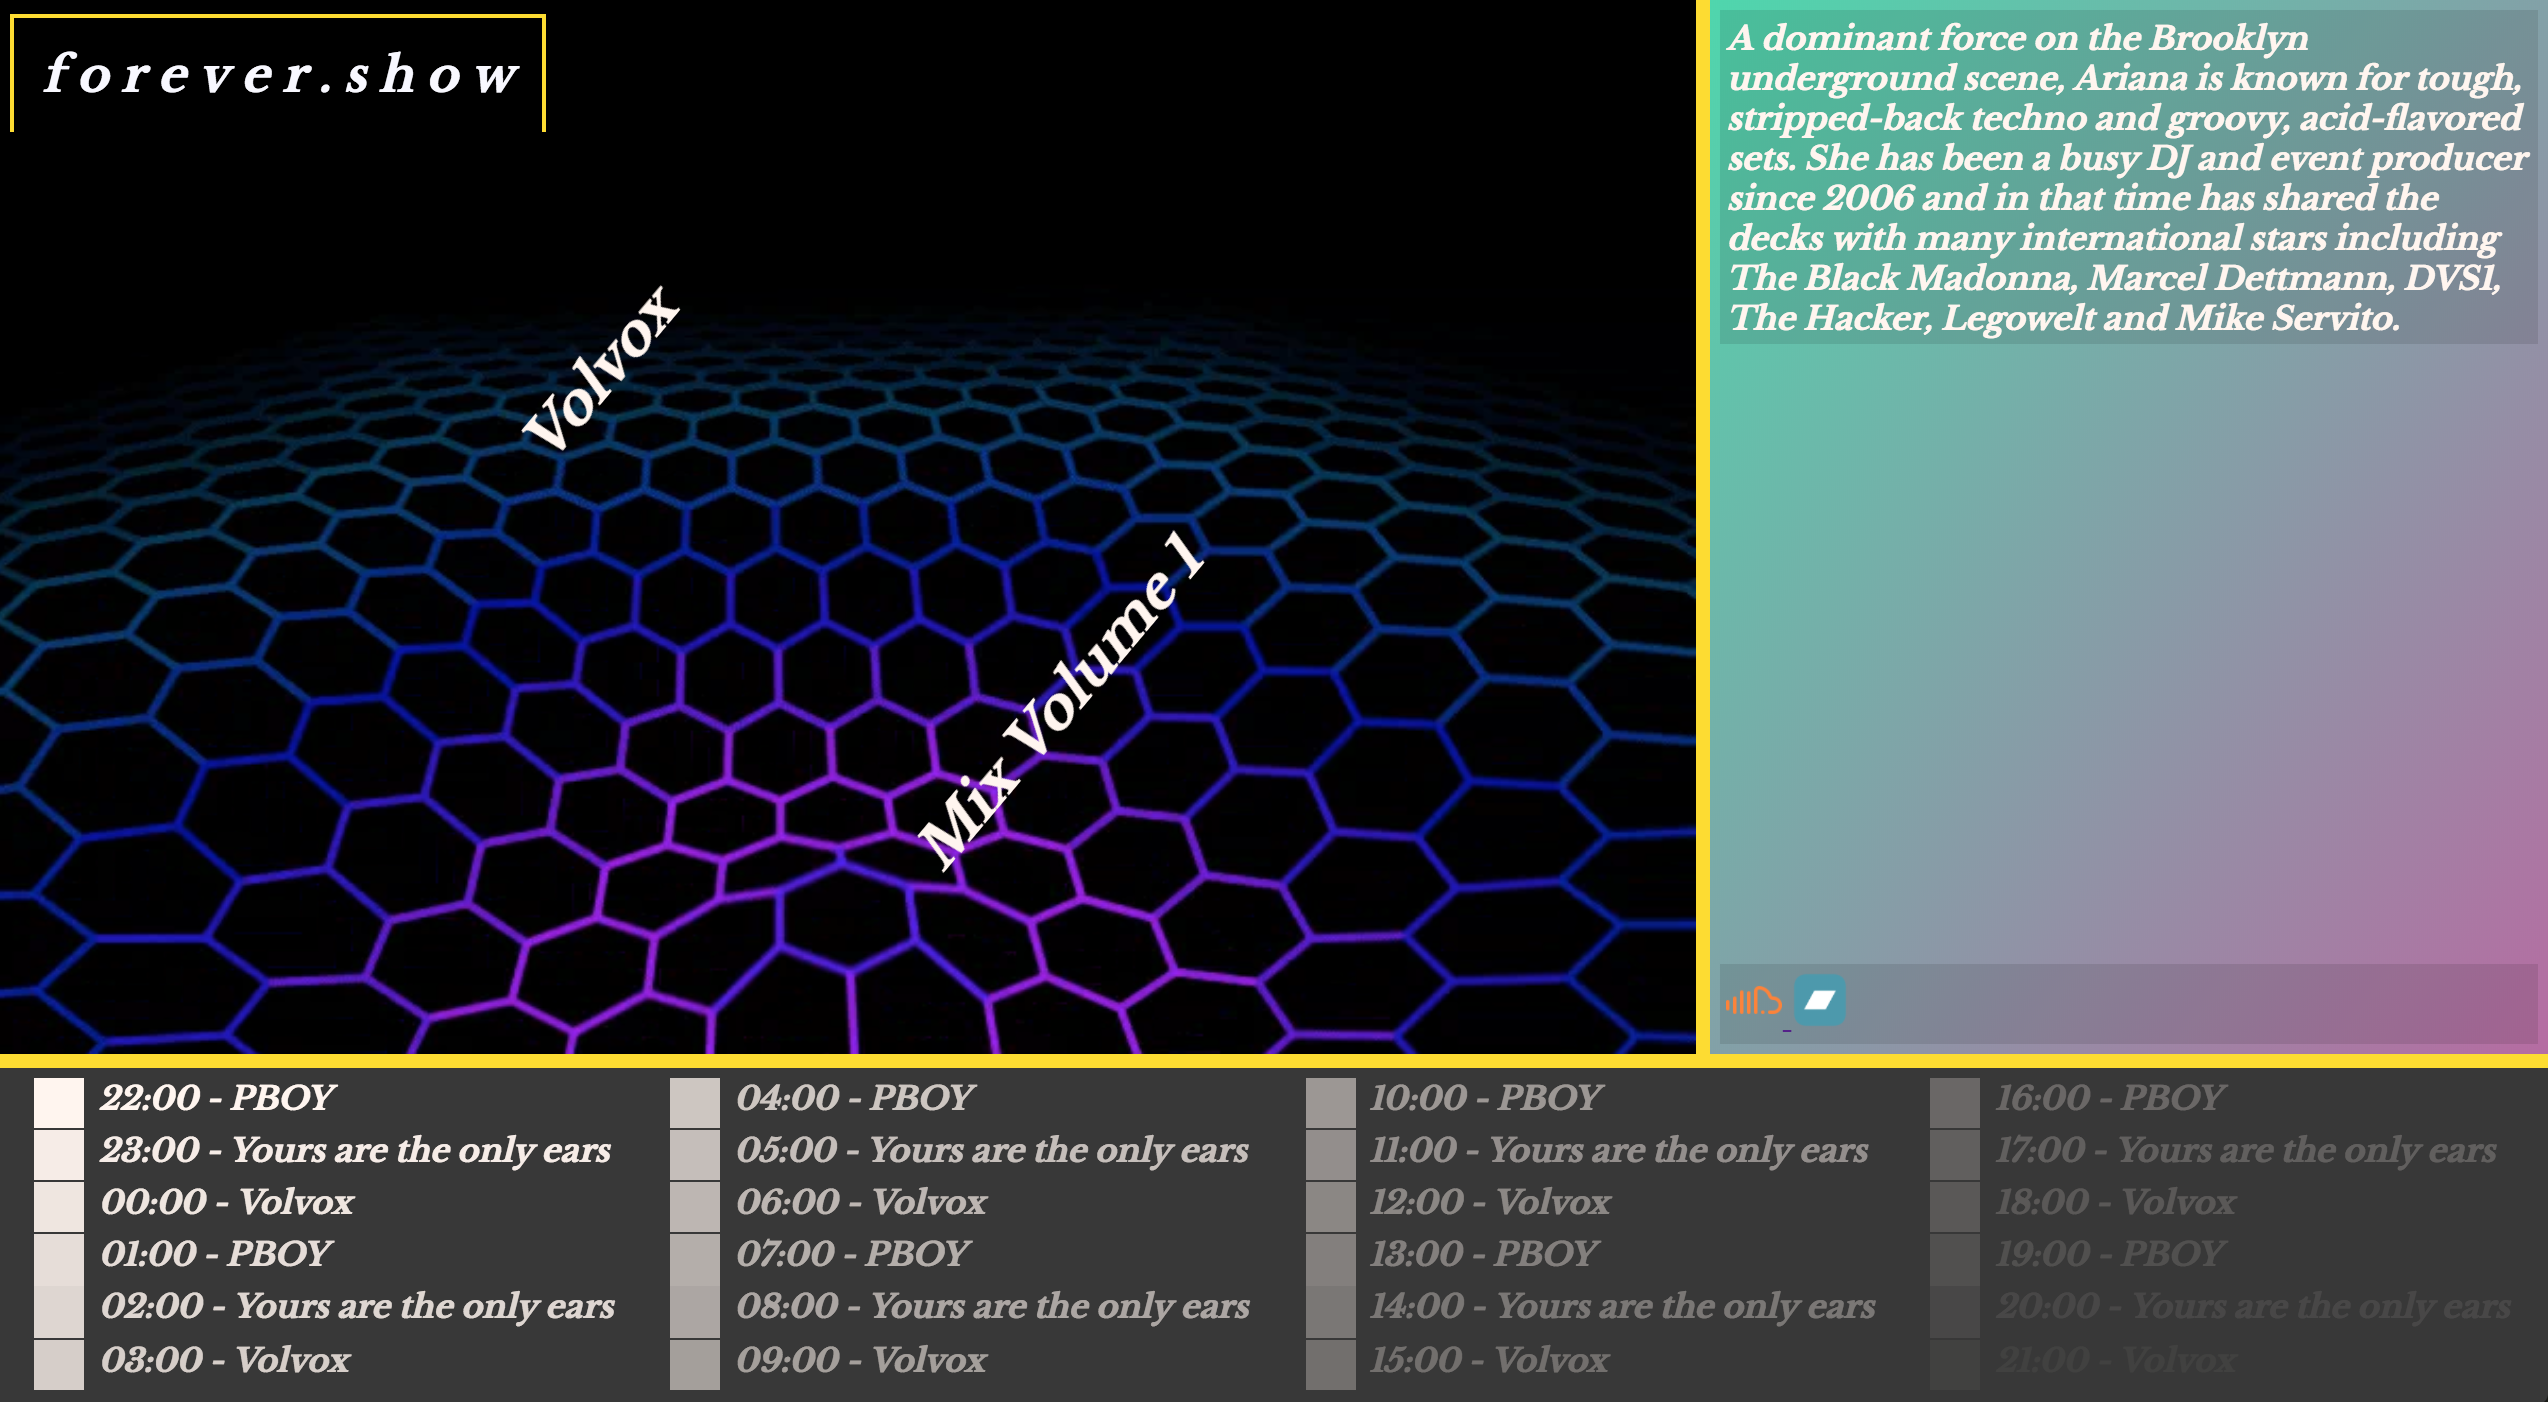 forever.show
Volvox
Mix Volume 1
A dominant force on the Brooklyn
underground scene, Ariana is known for tough,
stripped-back techno and groovy, acid-flavored
sets. She has been a busy DJ and event producer
since 2006 and in that time has shared the
decks with many international stars including
The Black Madonna, Marcel Dettmann, DVS1,
The Hacker, Legowelt and Mike Servito.
22:00 - PBOY
23:00 - Yours are the only ears
00:00 - Volvox
01:00 - PBOY
02:00 - Yours are the only ears
03:00 - Volvox
04:00 - PBOY
05:00 - Yours are the only ears
06:00 - Volvox
07:00 - PBOY
08:00 - Yours are the only ears
09:00 - Volvox
10:00 - PBOY
11:00 - Yours are the only ears
12:00 - Volvox
13:00 - PBOY
14:00 - Yours are the only ears
15:00 - Volvox
16:00 - PBOY
17:00 - Yours are the only ears
18:00 - Volvox
19:00 - PBOY
20:00 - Yours are the only ears
21:00 - Volvox